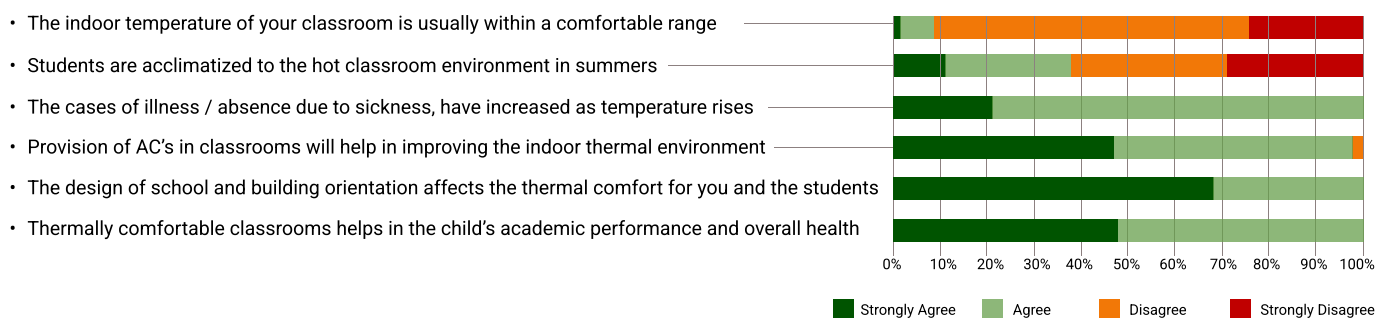 • The indoor temperature of your classroom is usually within a comfortable range
• Students are acclimatized to the hot classroom environment in summers
• The cases of illness / absence due to sickness, have increased as temperature rises
• Provision of AC’s in classrooms will help in improving the indoor thermal environment
• The design of school and building orientation affects the thermal comfort for you and the students
• Thermally comfortable classrooms helps in the child’s academic performance and overall health
0% 10% 20% 30% 40% 50% 60% 70% 80% 90% 100%
Strongly Agree Agree Disagree Strongly Disagree